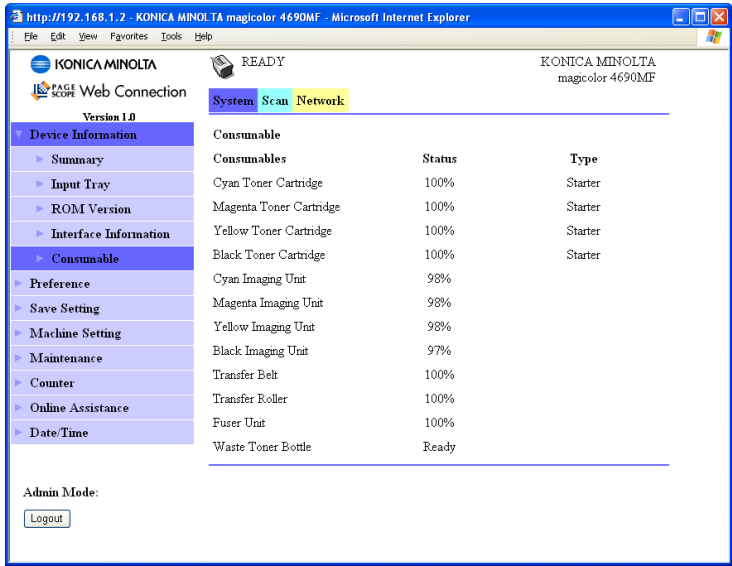 http://192.168.1.2 - KONICA MINOLTA magicolor 4690MF - Microsoft Internet Explorer
File Edit View Favorites Tools Help
KONICA MINOLTA
PAGE SCOPE Web Connection
Version 1.0
READY
KONICA MINOLTA
magicolor 4690MF
System Scan Network
Device Information
Summary
Input Tray
ROM Version
Interface Information
Consumable
Preference
Save Setting
Machine Setting
Maintenance
Counter
Online Assistance
Date/Time
Admin Mode:
Logout
Consumable
Consumables Status Type
Cyan Toner Cartridge 100% Starter
Magenta Toner Cartridge 100% Starter
Yellow Toner Cartridge 100% Starter
Black Toner Cartridge 100% Starter
Cyan Imaging Unit 98%
Magenta Imaging Unit 98%
Yellow Imaging Unit 98%
Black Imaging Unit 97%
Transfer Belt 100%
Transfer Roller 100%
Fuser Unit 100%
Waste Toner Bottle Ready